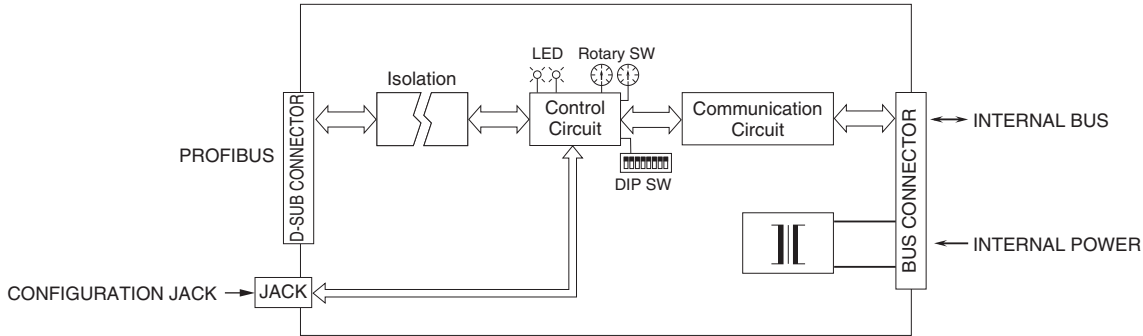 LED
Rotary SW
Isolation
Control
Circuit
Communication
Circuit
DIP SW
PROFIBUS
D-SUB CONNECTOR
BUS CONNECTOR
INTERNAL BUS
INTERNAL POWER
CONFIGURATION JACK
JACK